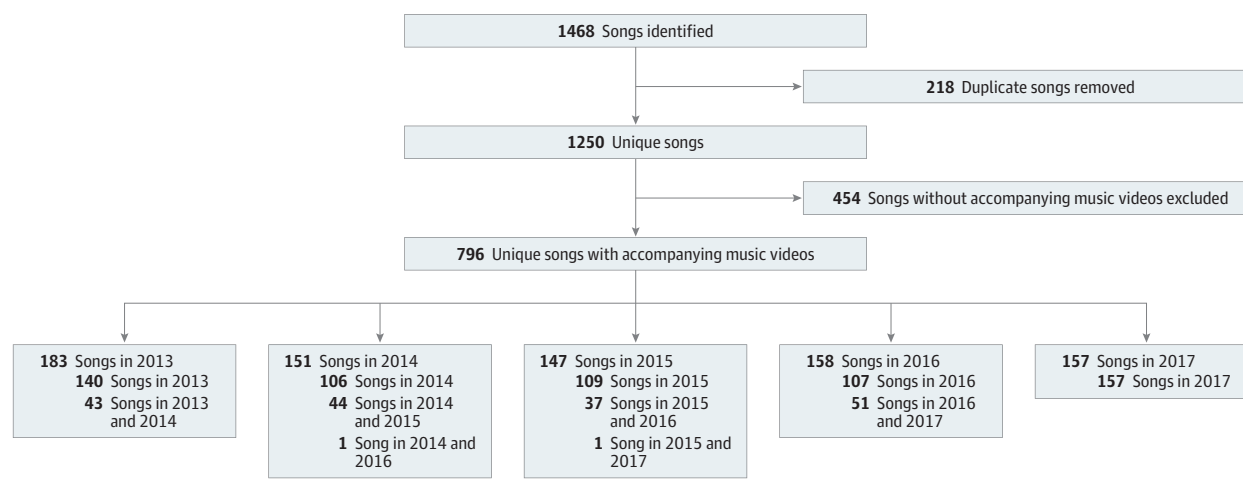 1468 Songs identified
218 Duplicate songs removed
1250 Unique songs
454 Songs without accompanying music videos excluded
796 Unique songs with accompanying music videos
183 Songs in 2013
140 Songs in 2013
43 Songs in 2013
and 2014
151 Songs in 2014
106 Songs in 2014
44 Songs in 2014
and 2015
1 Song in 2014 and
2016
147 Songs in 2015
109 Songs in 2015
37 Songs in 2015
and 2016
1 Song in 2015 and
2017
158 Songs in 2016
107 Songs in 2016
51 Songs in 2016
and 2017
157 Songs in 2017
157 Songs in 2017